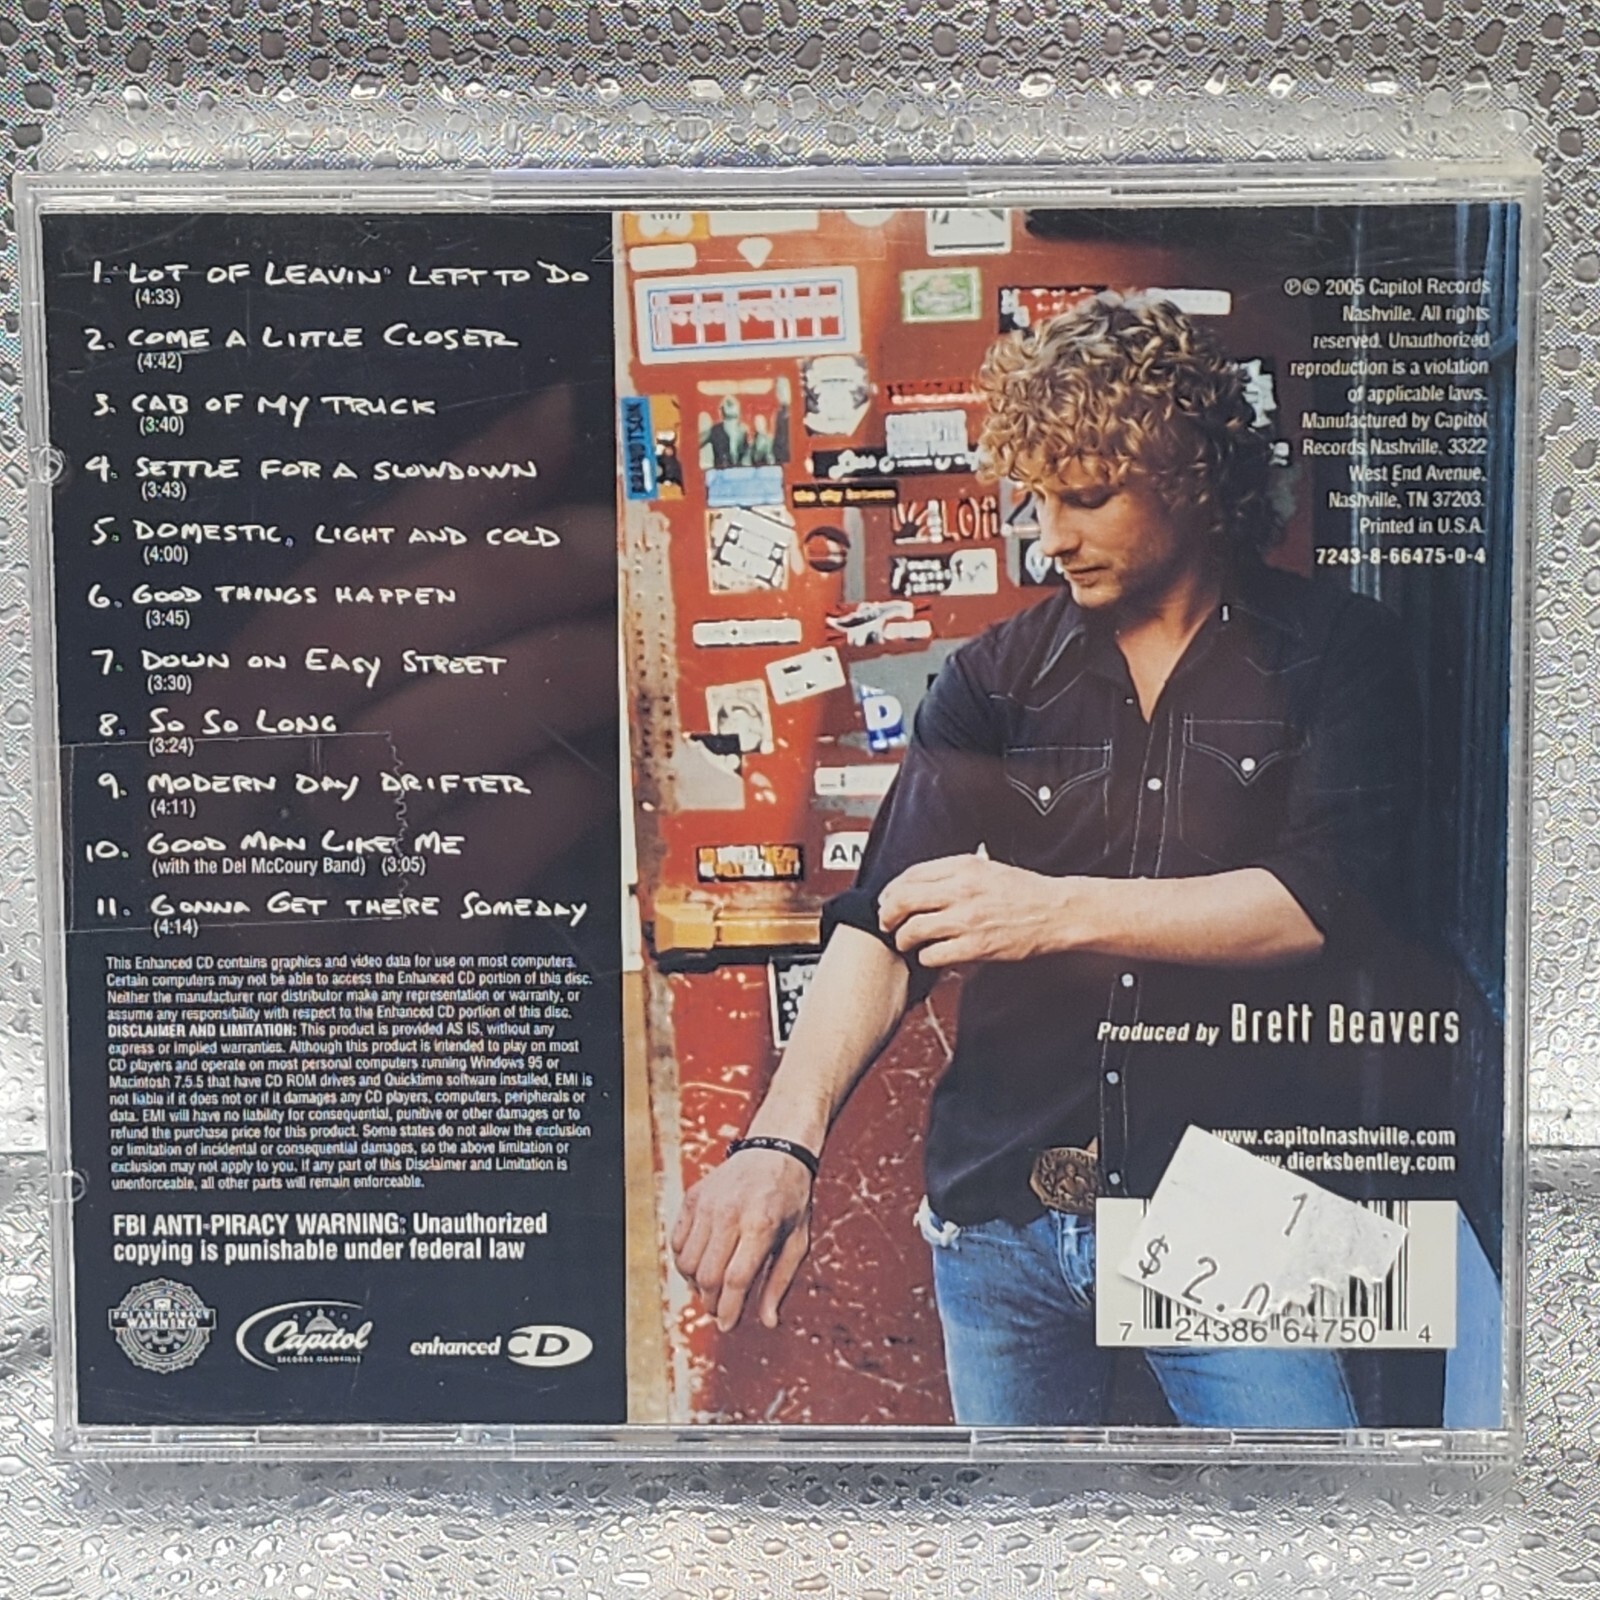 1. LOT OF LEAVIN' LEFT TO DO
(4:33)
2. COME A LITTLE CLOSER
(4:42)
3. CAB OF MY TRUCK
(3:40)
4. SETTLE FOR A SLOWDOWN
(3:43)
5. DOMESTIC, LIGHT AND COLD
(4:00)
6. GOOD THINGS HAPPEN
(3:45)
7. DOWN ON EASY STREET
(3:30)
8. SO SO LONG
(3:24)
9. MODERN DAY DRIFTER
(4:11)
10. GOOD MAN LIKE ME
(with the Del McCoury Band) (3:05)
11. GONNA GET THERE SOMEDAY
(4:14)
This Enhanced CD contains graphics and video data for use on most computers.
Certain computers may not be able to access the Enhanced CD portion of this disc.
Neither the manufacturer nor distributor make any representation or warranty, or
assume any responsibility with respect to the Enhanced CD portion of this disc.
DISCLAIMER AND LIMITATION: This product is provided AS IS, without any
express or implied warranties. Although this product is intended to play on most
CD players and operate on most personal computers running Windows 95 or
Macintosh 7.5.5 that have CD ROM drives and Quicktime software installed, EMI is
not liable if it does not or if it damages any CD players, computers, peripherals or
data. EMI will have no liability for consequential, punitive or other damages or to
refund the purchase price for this product. Some states do not allow the exclusion
or limitation of incidental or consequential damages, so the above limitation or
exclusion may not apply to you. If any part of this Disclaimer and Limitation is
unenforceable, all other parts will remain enforceable.
FBI ANTI-PIRACY WARNING: Unauthorized
copying is punishable under federal law
FBI ANTI-PIRACY
WARNING
Capitol
RECORDS NASHVILLE
enhanced CD
the city between
℗© 2005 Capitol Records
Nashville. All rights
reserved. Unauthorized
reproduction is a violation
of applicable laws.
Manufactured by Capitol
Records Nashville, 3322
West End Avenue,
Nashville, TN 37203.
Printed in U.S.A.
7243-8-66475-0-4
Produced by Brett Beavers
www.capitolnashville.com
.dierksbentley.com
1
$ 2.0
7 24386 64750 4